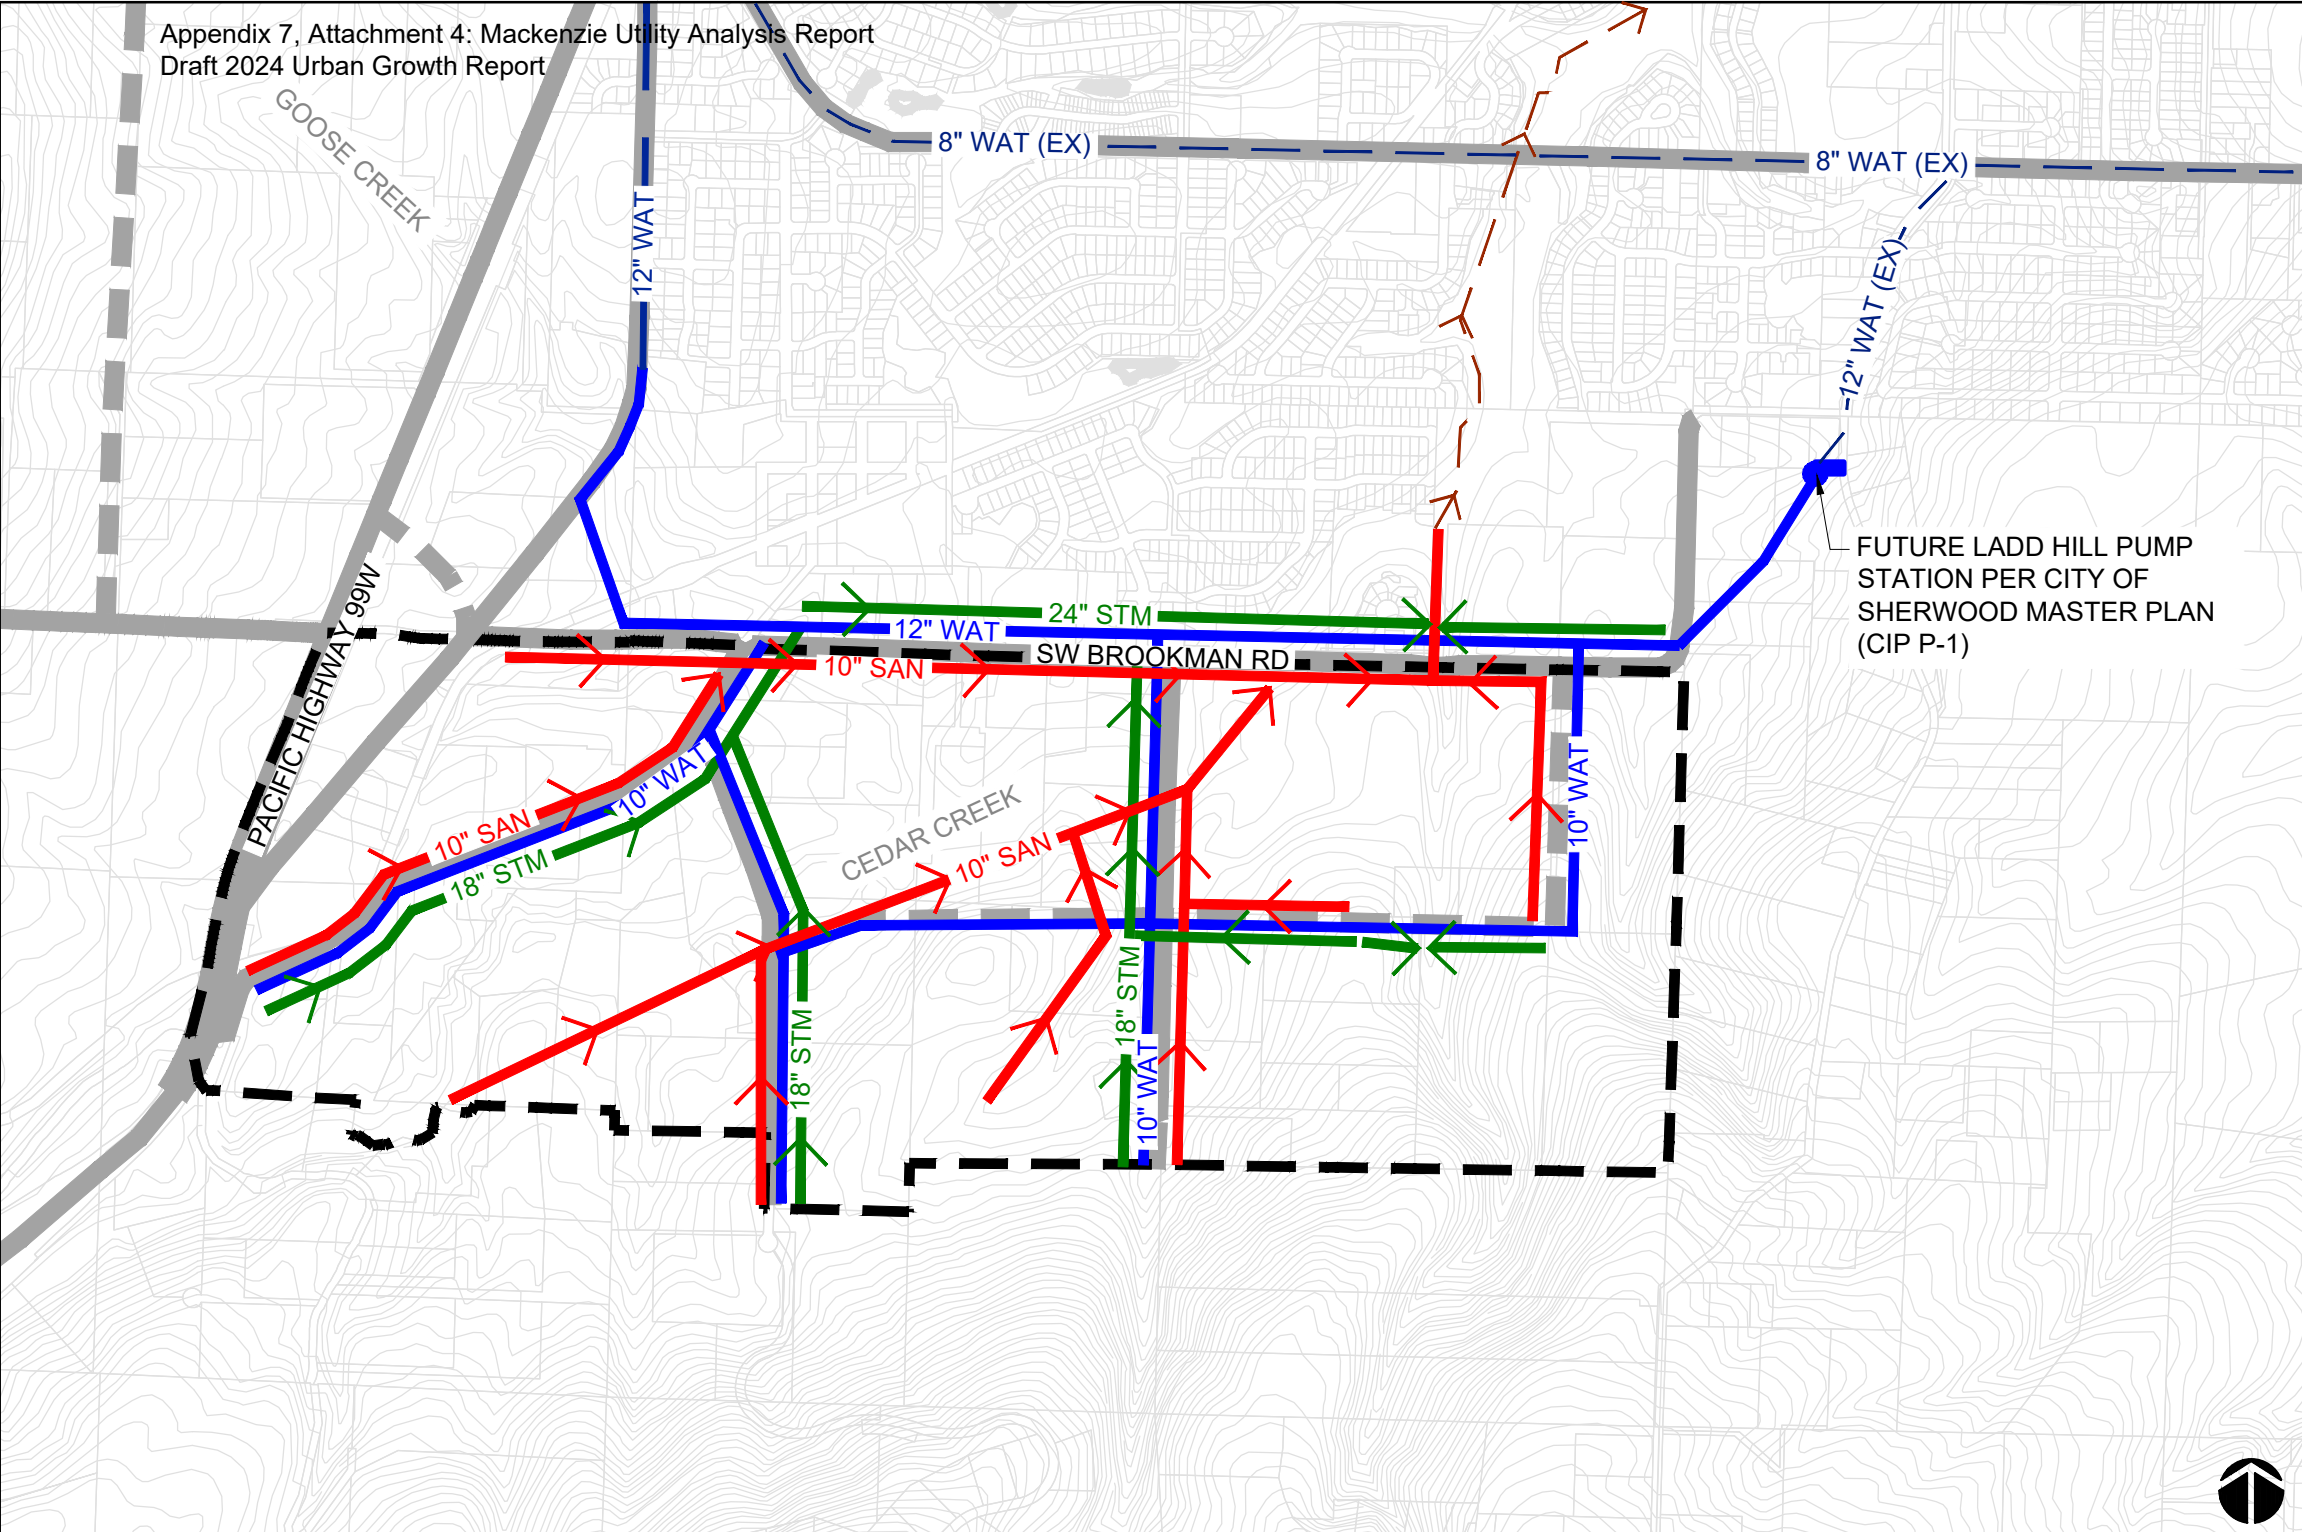 Appendix 7, Attachment 4: Mackenzie Utility Analysis Report
Draft 2024 Urban Growth Report
GOOSE CREEK
8" WAT (EX)
8" WAT (EX)
12" WAT
12" WAT (EX)
FUTURE LADD HILL PUMP
STATION PER CITY OF
SHERWOOD MASTER PLAN
(CIP P-1)
PACIFIC HIGHWAY 99W
24" STM
12" WAT
SW BROOKMAN RD
10" SAN
10" WAT
10" WAT
10" SAN
18" STM
CEDAR CREEK
10" SAN
18" STM
18" STM
10" WAT